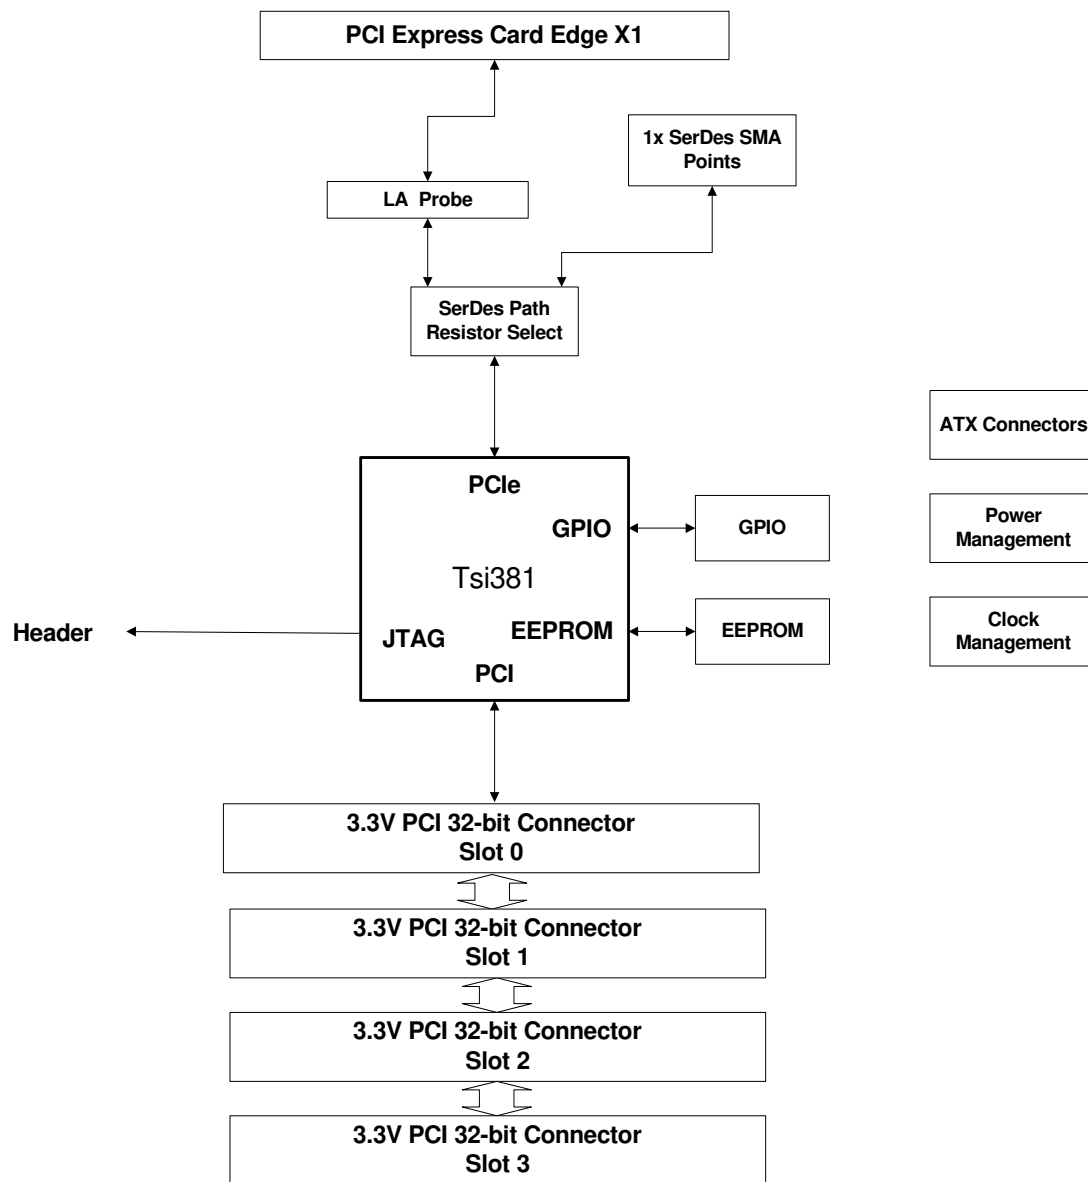 PCI Express Card Edge X1
1x SerDes SMA
Points
LA Probe
SerDes Path
Resistor Select
ATX Connectors
PCIe
GPIO
GPIO
Power
Management
Tsi381
Header
JTAG
EEPROM
EEPROM
Clock
Management
PCI
3.3V PCI 32-bit Connector
Slot 0
3.3V PCI 32-bit Connector
Slot 1
3.3V PCI 32-bit Connector
Slot 2
3.3V PCI 32-bit Connector
Slot 3